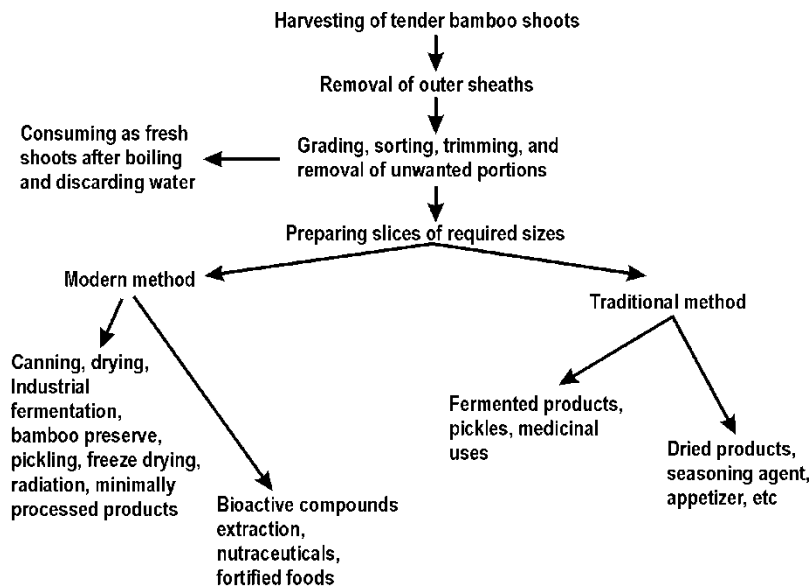 Harvesting of tender bamboo shoots
Removal of outer sheaths
Consuming as fresh
shoots after boiling
and discarding water
Grading, sorting, trimming, and
removal of unwanted portions
Preparing slices of required sizes
Modern method
Traditional method
Canning, drying,
Industrial
fermentation,
bamboo preserve,
pickling, freeze drying,
radiation, minimally
processed products
Bioactive compounds
extraction,
nutraceuticals,
fortified foods
Fermented products,
pickles, medicinal
uses
Dried products,
seasoning agent,
appetizer, etc